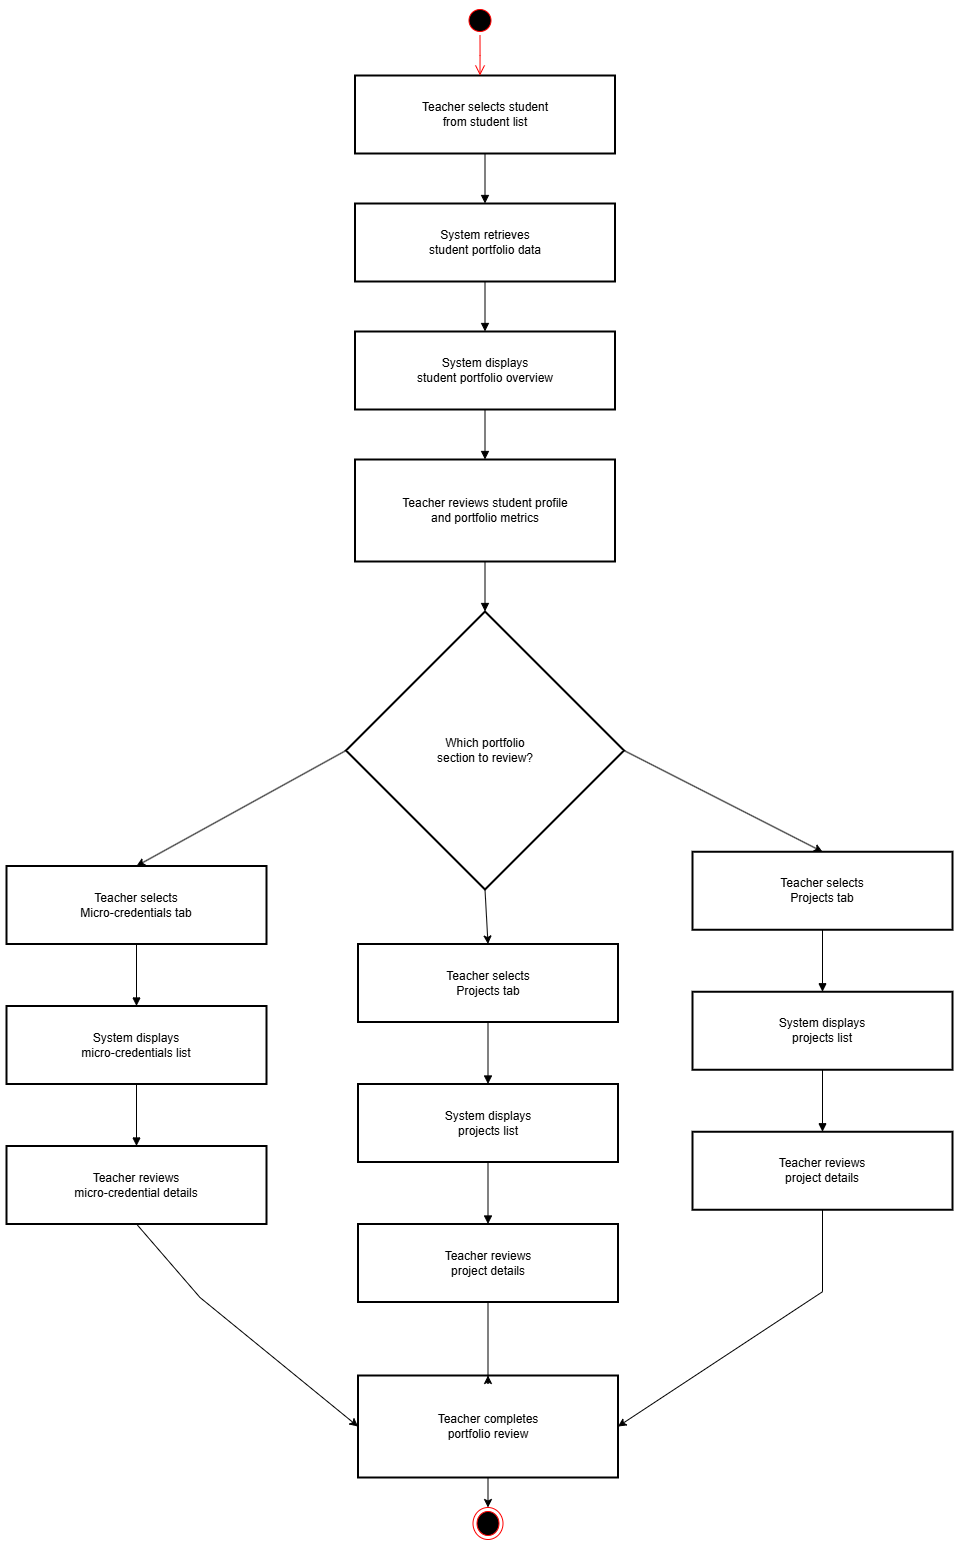 Teacher selects student
from student list
System retrieves
student portfolio data
System displays
student portfolio overview
Teacher reviews student profile
and portfolio metrics
Which portfolio
section to review?
Teacher selects
Micro-credentials tab
System displays
micro-credentials list
Teacher reviews
micro-credential details
Teacher selects
Projects tab
System displays
projects list
Teacher reviews
project details
Teacher selects
Projects tab
System displays
projects list
Teacher reviews
project details
Teacher completes
portfolio review